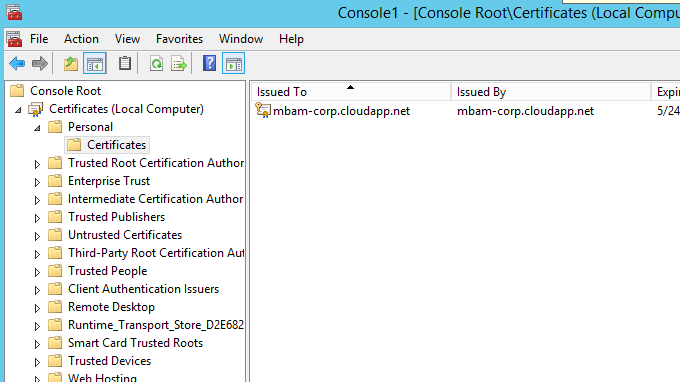 Console1 - [Console Root\Certificates (Local Compu
File Action View Favorites Window Help
Console Root
Certificates (Local Computer)
Personal
Certificates
Trusted Root Certification Author
Enterprise Trust
Intermediate Certification Author
Trusted Publishers
Untrusted Certificates
Third-Party Root Certification Aut
Trusted People
Client Authentication Issuers
Remote Desktop
Runtime_Transport_Store_D2E682
Smart Card Trusted Roots
Trusted Devices
Web Hosting
Issued To Issued By Expi
mbam-corp.cloudapp.net mbam-corp.cloudapp.net 5/24